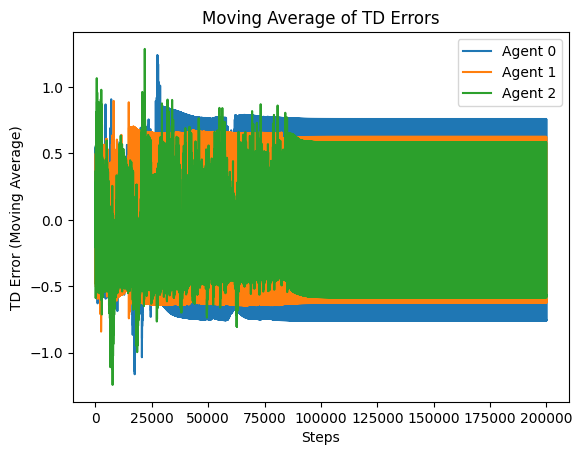 Moving Average of TD Errors
TD Error (Moving Average)
1.0
0.5
0.0
−0.5
−1.0
Agent 0
Agent 1
Agent 2
0 25000 50000 75000 100000 125000 150000 175000 200000
Steps